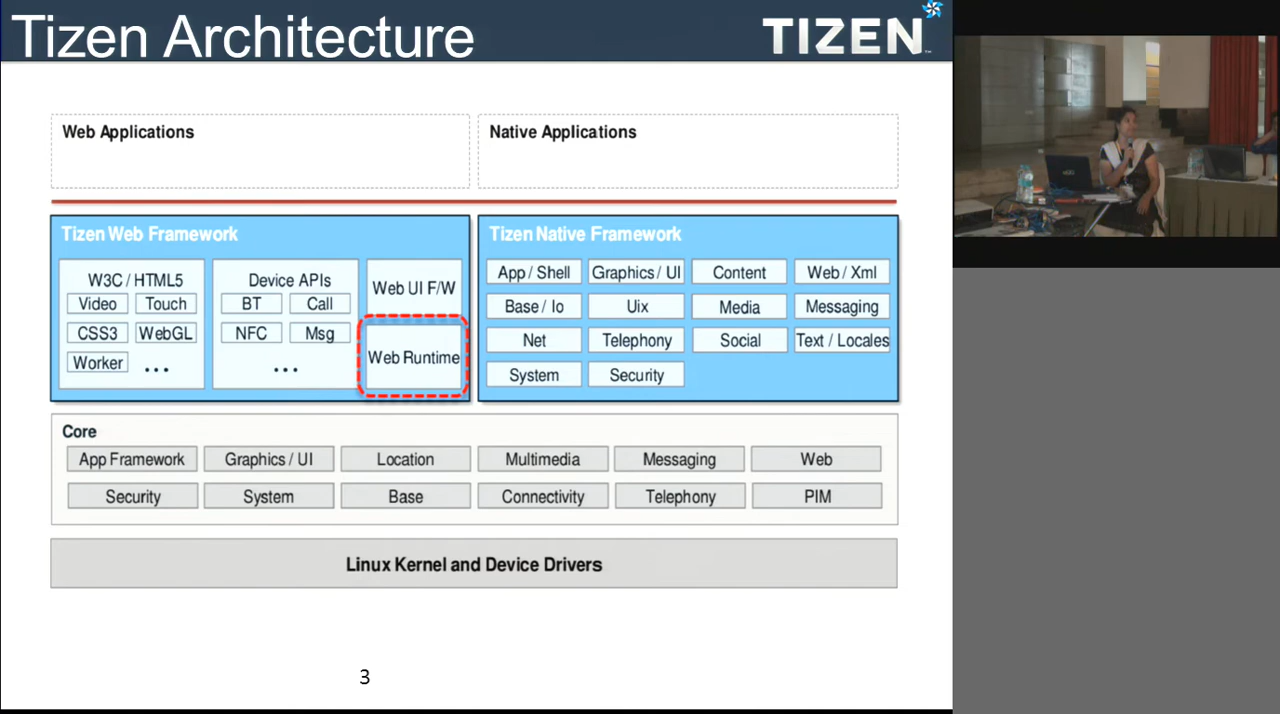 Tizen Architecture
TIZEN™
Web Applications
Native Applications
Tizen Web Framework
W3C / HTML5
Video Touch
CSS3 WebGL
Worker ...
Device APIs
BT Call
NFC Msg
...
Web UI F/W
Web Runtime
Tizen Native Framework
App / Shell Graphics / UI Content Web / Xml
Base / Io Uix Media Messaging
Net Telephony Social Text / Locales
System Security
Core
App Framework Graphics / UI Location Multimedia Messaging Web
Security System Base Connectivity Telephony PIM
Linux Kernel and Device Drivers
3